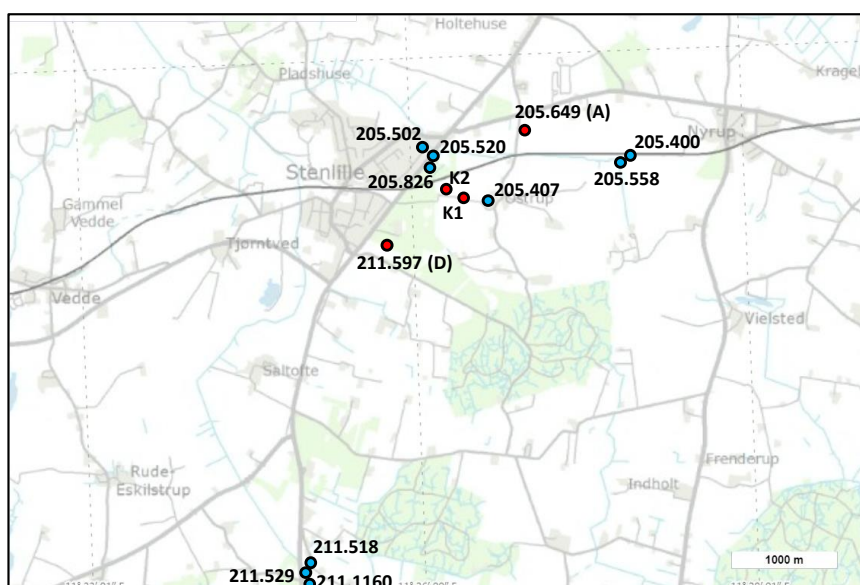 Holtehuse
Pladshuse
Kragel
205.649 (A)
205.502
205.520
205.400
Nyrup
Stenlille
205.826
K2
205.558
205.407
K1
Ostrup
Gammel
Vedde
Tjørntved
211.597 (D)
Vedde
Vielsted
Saltofte
Frenderup
Rude-
Eskilstrup
Indholt
211.518
211.529
211.1160
1000 m